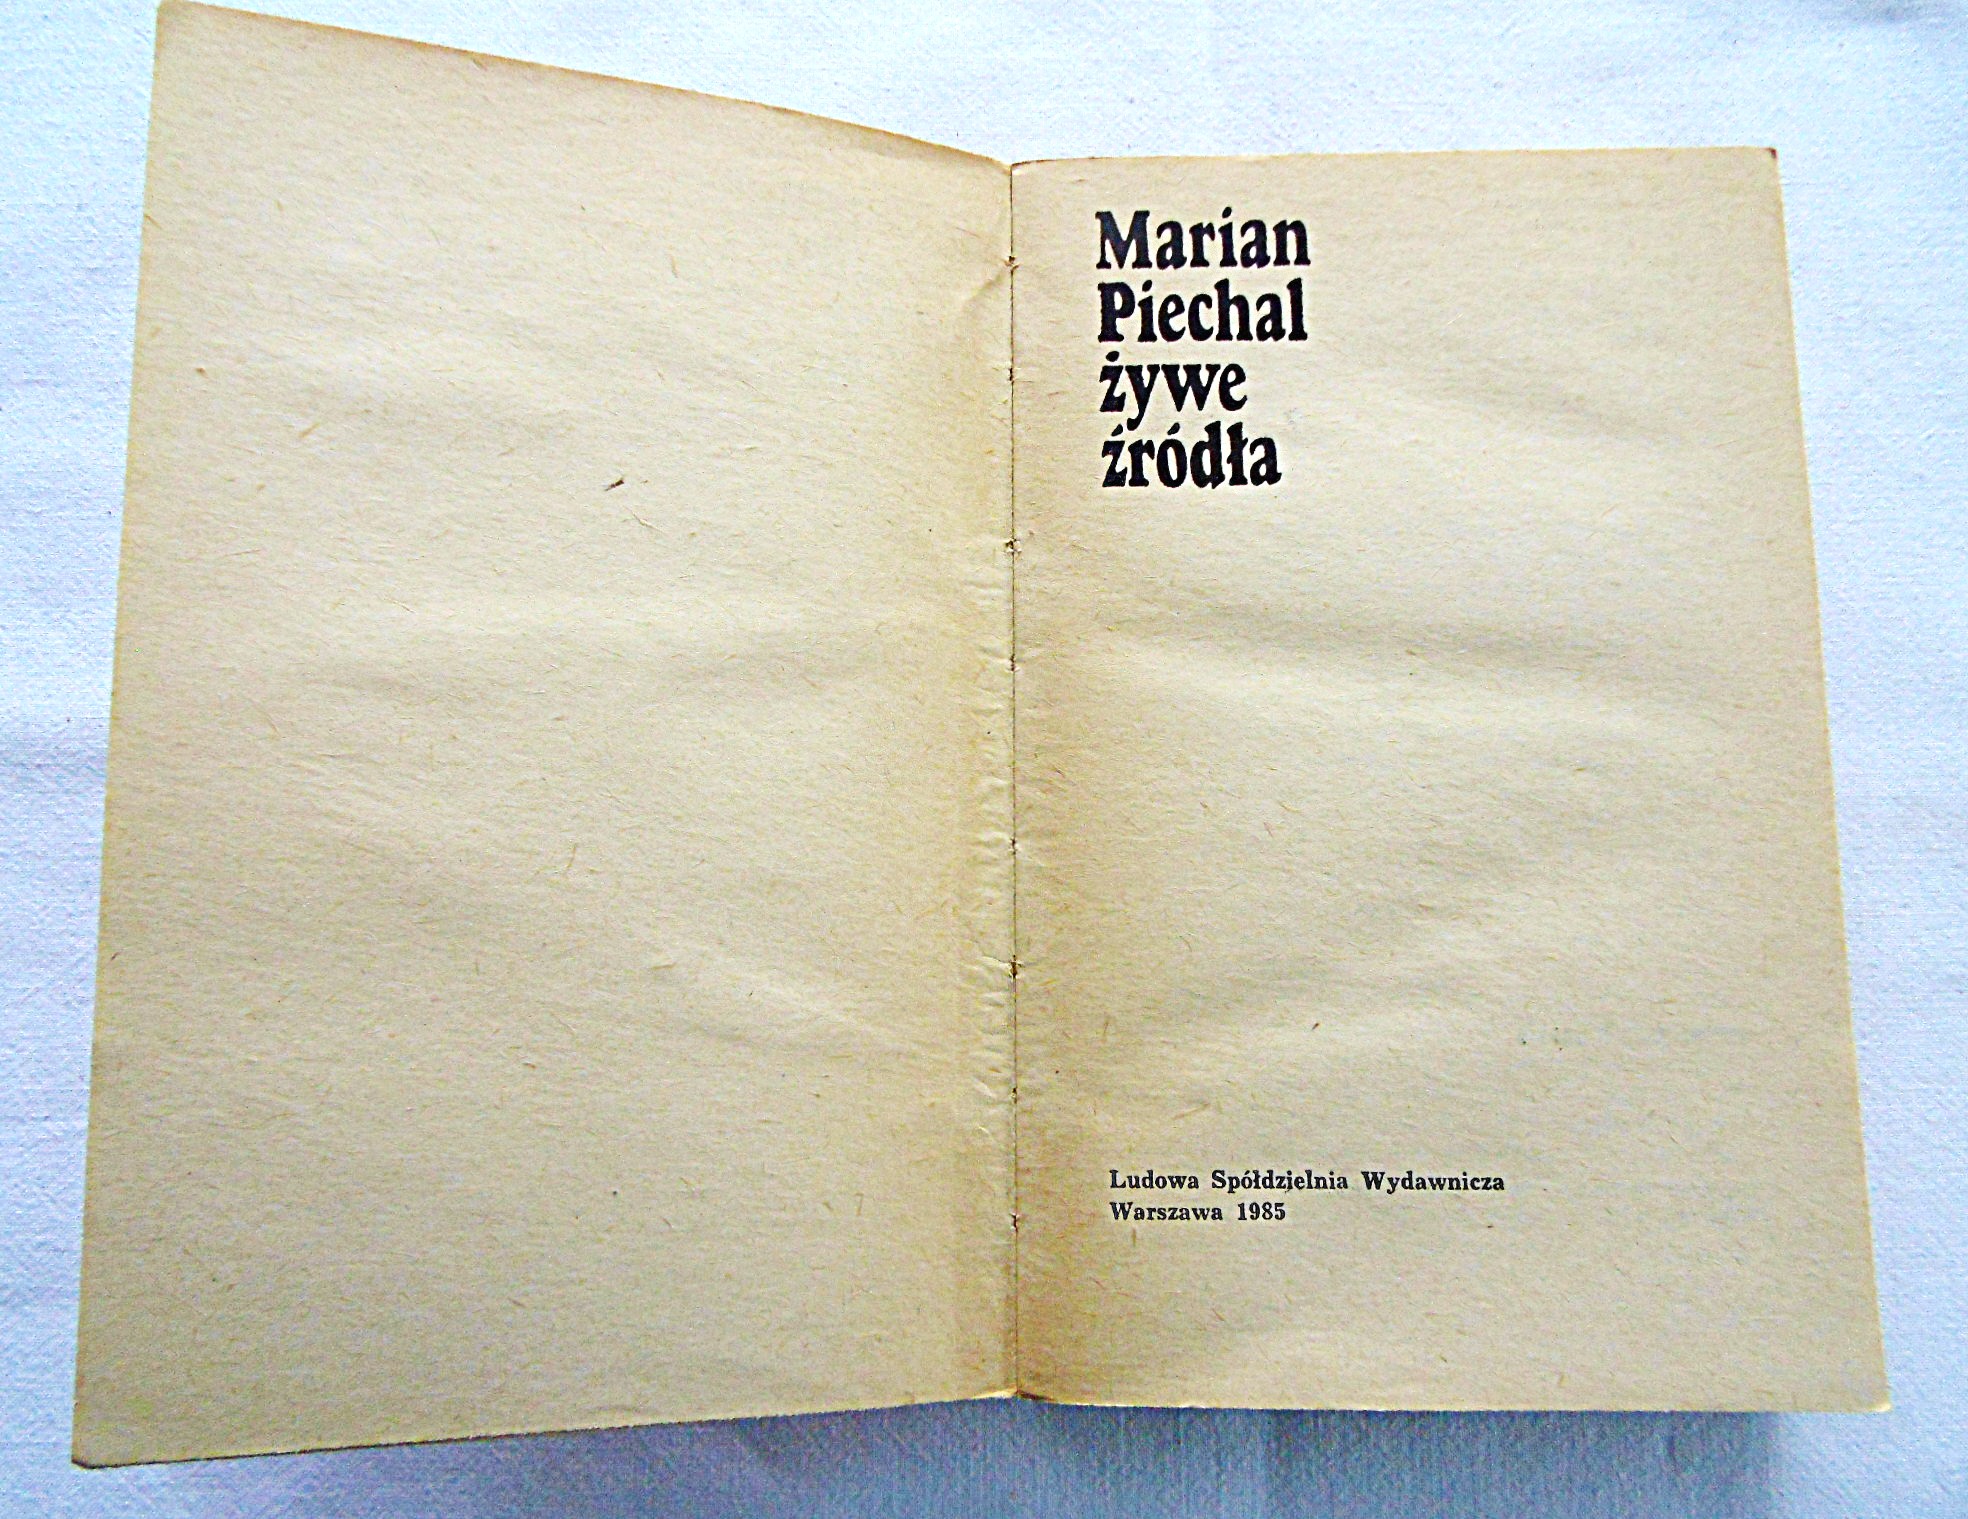 Marian
Piechal
żywe
źródła
Ludowa Spółdzielnia Wydawnicza
Warszawa 1985